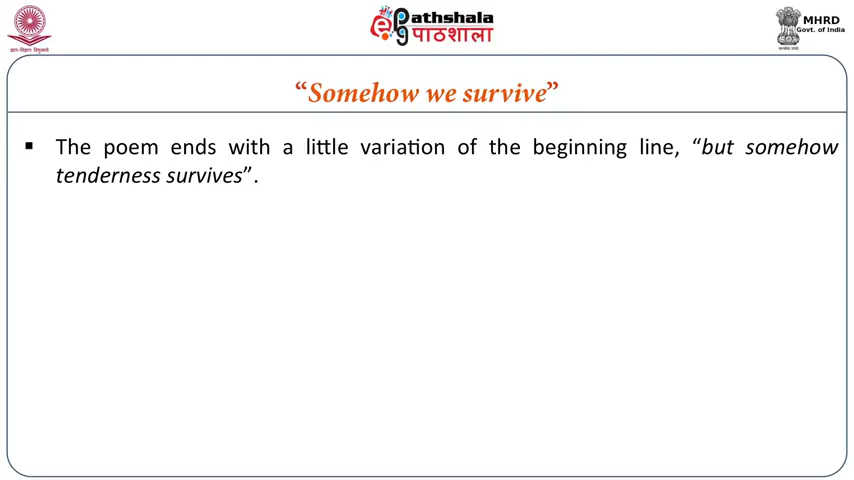 ePathshala
पाठशाला
MHRD
Govt. of India
“Somehow we survive”
▪ The poem ends with a little variation of the beginning line, “but somehow
tenderness survives”.